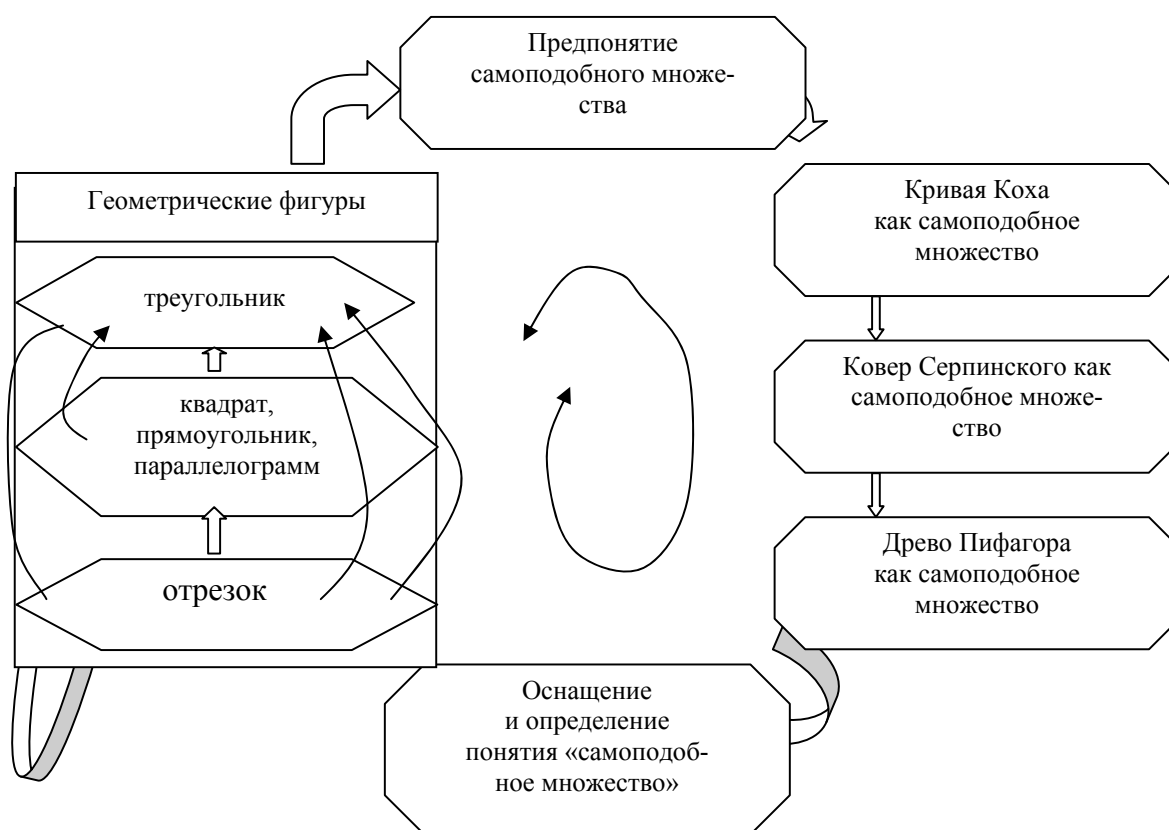 Предпонятие
самоподобного множе-
ства
Геометрические фигуры
треугольник
квадрат,
прямоугольник,
параллелограмм
отрезок
Кривая Коха
как самоподобное
множество
Ковер Серпинского как
самоподобное множе-
ство
Древо Пифагора
как самоподобное
множество
Оснащение
и определение
понятия «самоподоб-
ное множество»